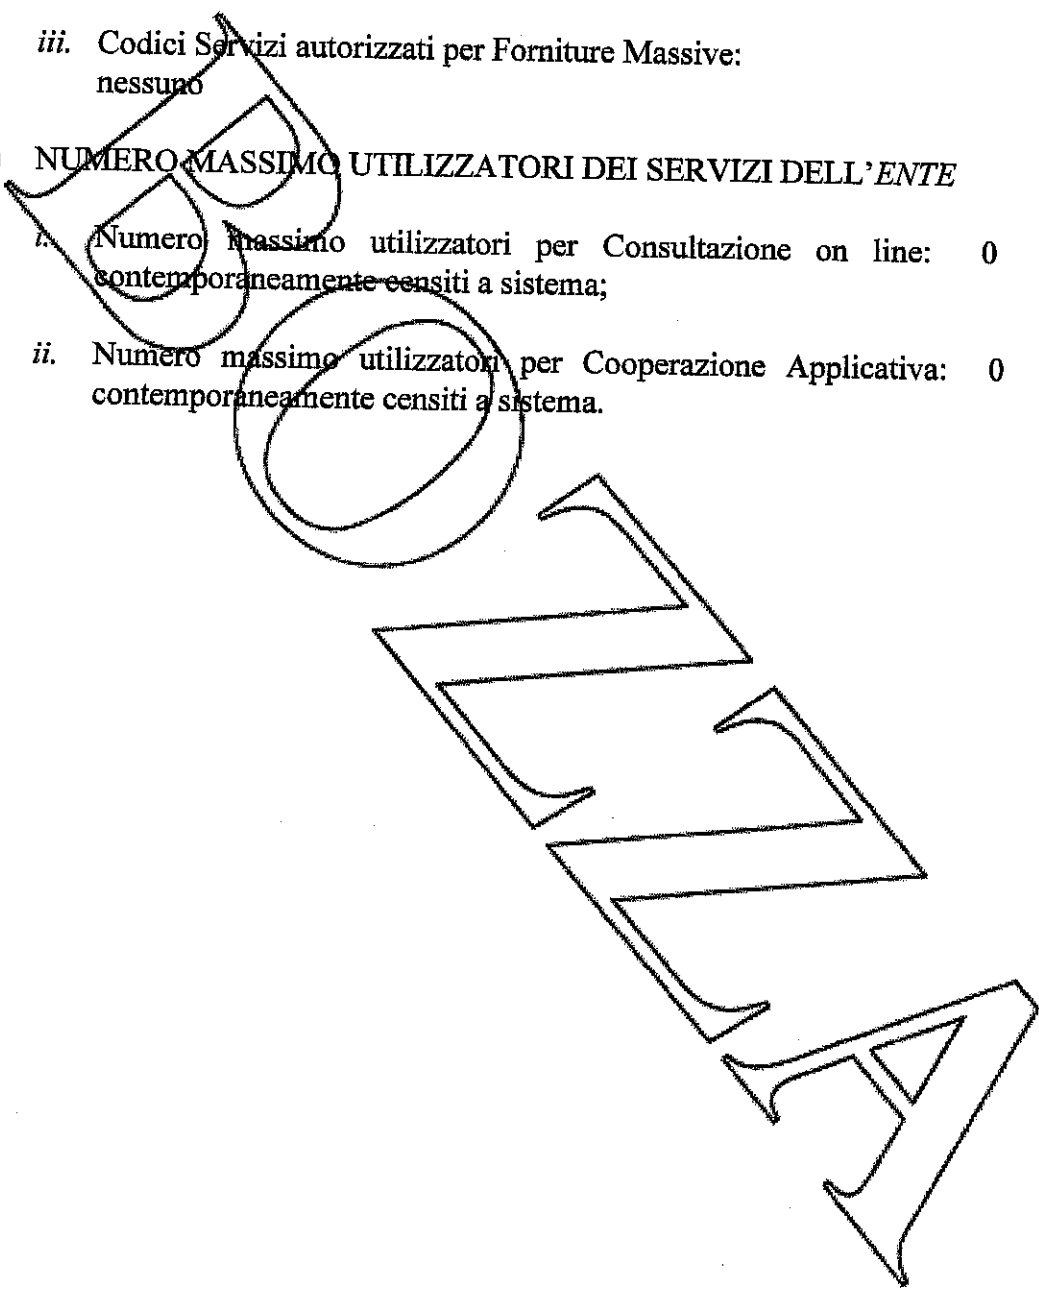 iii. Codici Servizi autorizzati per Forniture Massive:
nessuno
NUMERO MASSIMO UTILIZZATORI DEI SERVIZI DELL'ENTE
i. Numero massimo utilizzatori per Consultazione on line: 0
contemporaneamente censiti a sistema;
ii. Numero massimo utilizzatori per Cooperazione Applicativa: 0
contemporaneamente censiti a sistema.
BOZZA